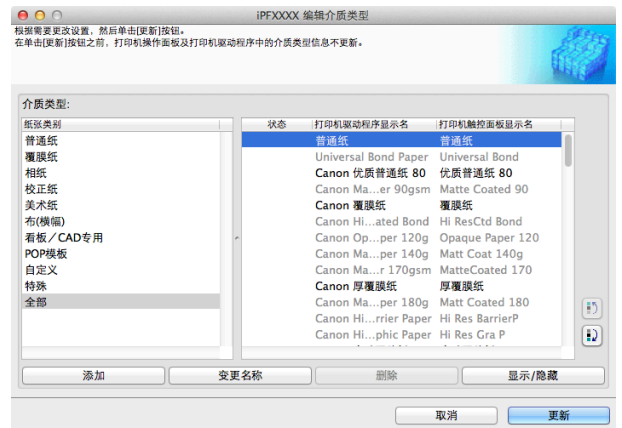 iPFXXXX 编辑介质类型
根据需要更改设置，然后单击[更新]按钮。
在单击[更新]按钮之前，打印机操作面板及打印机驱动程序中的介质类型信息不更新。
介质类型:
纸张类别
普通纸
覆膜纸
相纸
校正纸
美术纸
布(横幅)
看板／CAD专用
POP模板
自定义
特殊
全部
状态 打印机驱动程序显示名 打印机触控面板显示名
普通纸 普通纸
Universal Bond Paper Universal Bond
Canon 优质普通纸 80 优质普通纸 80
Canon Ma…er 90gsm Matte Coated 90
Canon 覆膜纸 覆膜纸
Canon Hi…ated Bond Hi ResCtd Bond
Canon Op…per 120g Opaque Paper 120
Canon Ma…per 140g Matt Coat 140g
Canon Ma…r 170gsm MatteCoated 170
Canon 厚覆膜纸 厚覆膜纸
Canon Ma…per 180g Matt Coated 180
Canon Hi…rrier Paper Hi Res BarrierP
Canon Hi…phic Paper Hi Res Gra P
添加 变更名称 删除 显示/隐藏
取消 更新